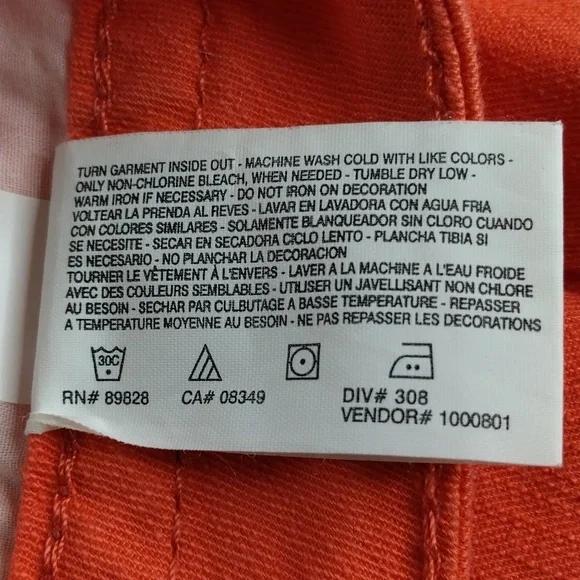 TURN GARMENT INSIDE OUT - MACHINE WASH COLD WITH LIKE COLORS -
ONLY NON-CHLORINE BLEACH, WHEN NEEDED - TUMBLE DRY LOW -
WARM IRON IF NECESSARY - DO NOT IRON ON DECORATION
VOLTEAR LA PRENDA AL REVES - LAVAR EN LAVADORA CON AGUA FRIA
CON COLORES SIMILARES - SOLAMENTE BLANQUEADOR SIN CLORO CUANDO
SE NECESITE - SECAR EN SECADORA CICLO LENTO - PLANCHA TIBIA SI
ES NECESARIO - NO PLANCHAR LA DECORACION
TOURNER LE VÊTEMENT À L'ENVERS - LAVER A LA MACHINE A L'EAU FROIDE
AVEC DES COULEURS SEMBLABLES - UTILISER UN JAVELLISANT NON CHLORE
AU BESOIN - SECHAR PAR CULBUTAGE A BASSE TEMPERATURE - REPASSER
A TEMPERATURE MOYENNE AU BESOIN - NE PAS REPASSER LES DECORATIONS
30C
RN# 89828 CA# 08349 DIV# 308
VENDOR# 1000801